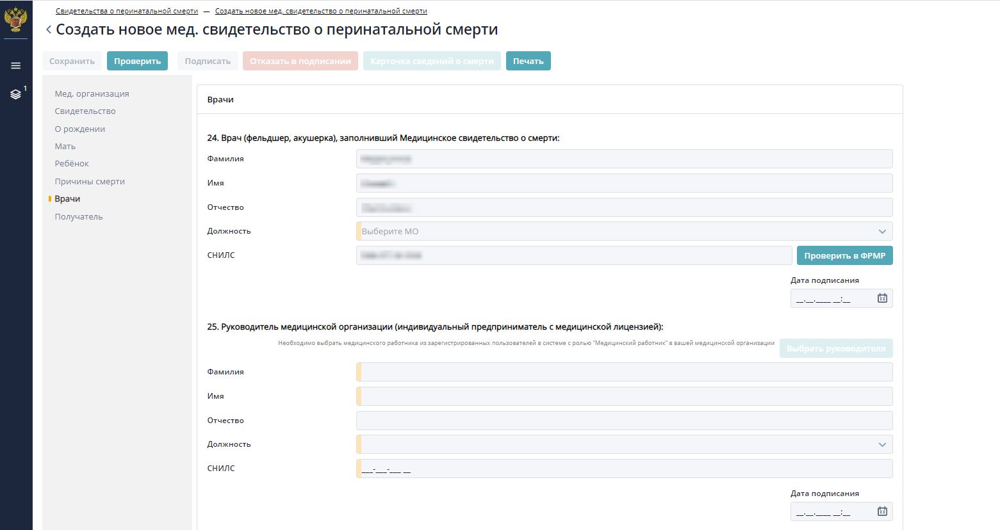 Свидетельства о перинатальной смерти — Создать новое мед. свидетельство о перинатальной смерти
Создать новое мед. свидетельство о перинатальной смерти
Сохранить Проверить Подписать Отказать в подписании Карточка сведений о смерти Печать
1
Мед. организация
Свидетельство
О рождении
Мать
Ребёнок
Причины смерти
Врачи
Получатель
Врачи
24. Врач (фельдшер, акушерка), заполнивший Медицинское свидетельство о смерти:
Фамилия
Имя
Отчество
Должность Выберите МО
СНИЛС Проверить в ФРМР
Дата подписания
__.__.____ __:__
25. Руководитель медицинской организации (индивидуальный предприниматель с медицинской лицензией):
Необходимо выбрать медицинского работника из зарегистрированных пользователей в системе с ролью "Медицинский работник" в вашей медицинской организации Выбрать руководителя
Фамилия
Имя
Отчество
Должность
СНИЛС ___-___-___ __
Дата подписания
__.__.____ __:__